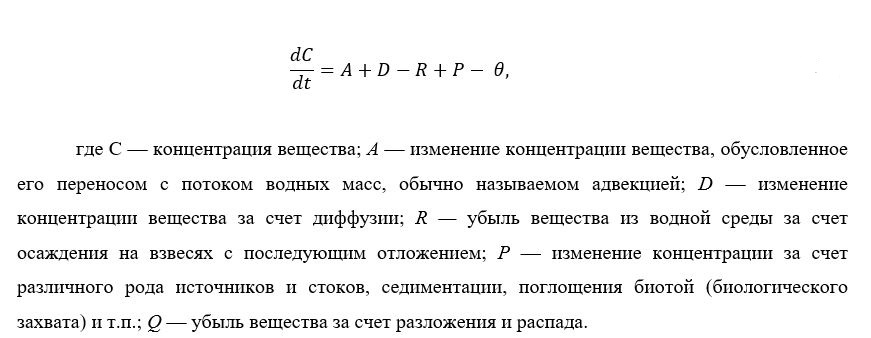 dC/dt = A + D − R + P − θ,
где C — концентрация вещества; A — изменение концентрации вещества, обусловленное
его переносом с потоком водных масс, обычно называемом адвекцией; D — изменение
концентрации вещества за счет диффузии; R — убыль вещества из водной среды за счет
осаждения на взвесях с последующим отложением; P — изменение концентрации за счет
различного рода источников и стоков, седиментации, поглощения биотой (биологического
захвата) и т.п.; Q — убыль вещества за счет разложения и распада.